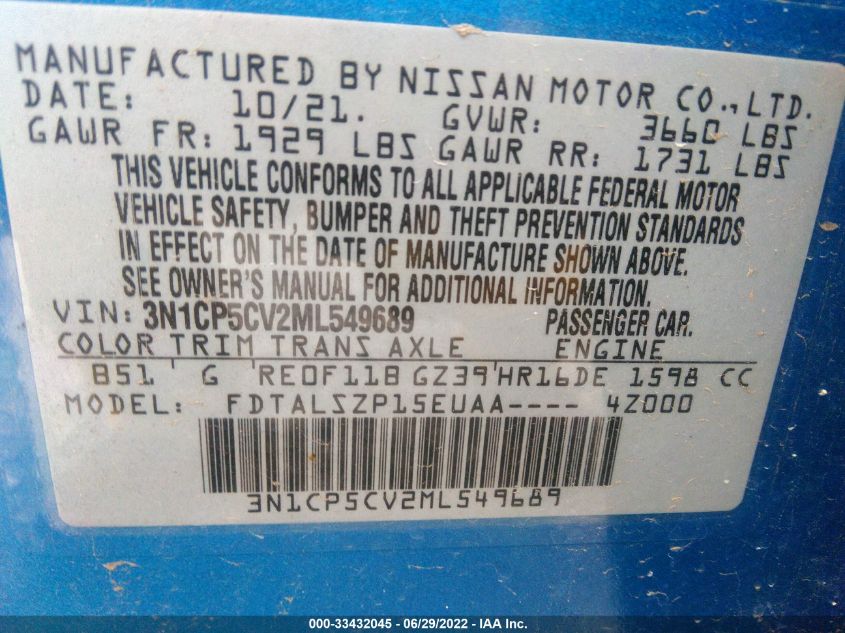 MANUFACTURED BY NISSAN MOTOR CO., LTD.
DATE: 10/21. GVWR: 3660 LBS
GAWR FR: 1929 LBS GAWR RR: 1731 LBS
THIS VEHICLE CONFORMS TO ALL APPLICABLE FEDERAL MOTOR
VEHICLE SAFETY, BUMPER AND THEFT PREVENTION STANDARDS
IN EFFECT ON THE DATE OF MANUFACTURE SHOWN ABOVE.
SEE OWNER'S MANUAL FOR ADDITIONAL INFORMATION.
VIN: 3N1CP5CV2ML549689 PASSENGER CAR.
COLOR TRIM TRANS AXLE ENGINE
B51 G RE0F11B GZ39 HR16DE 1598 CC
MODEL: FDTALSZP15EUAA---- 4Z000
3N1CP5CV2ML549689
000-33432045 - 06/29/2022 - IAA Inc.